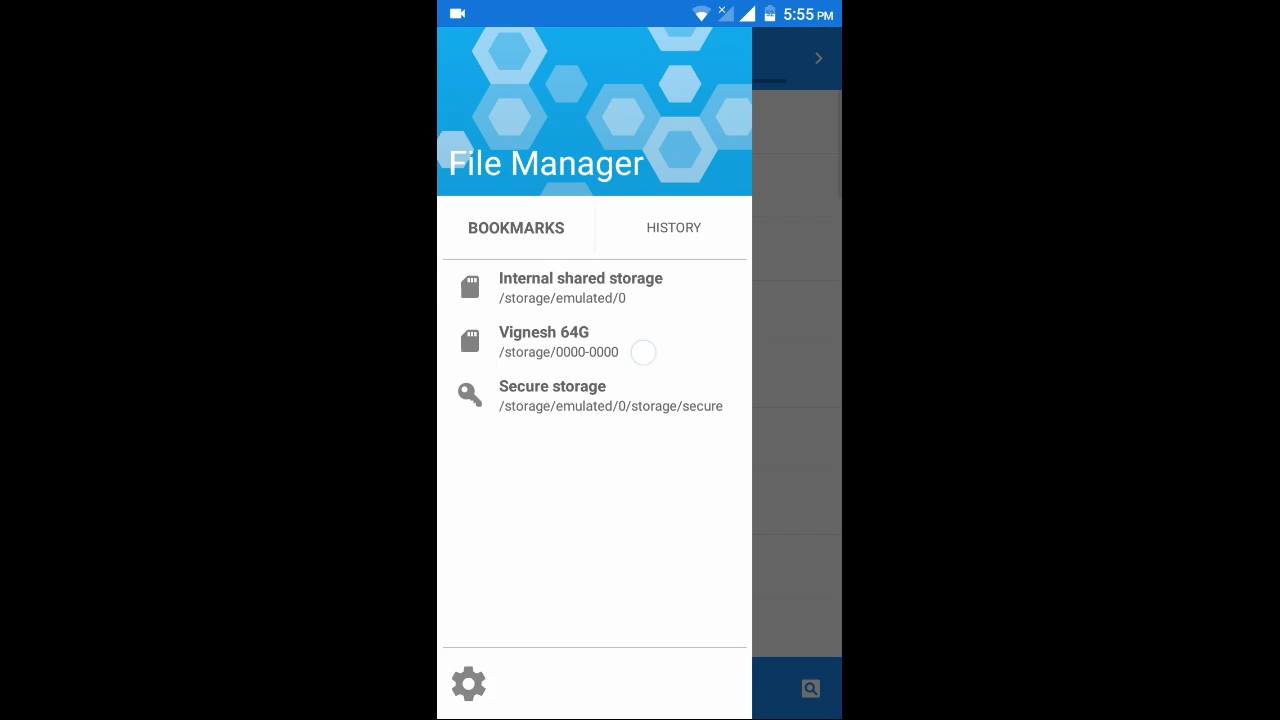 5:55 PM
File Manager
BOOKMARKS
HISTORY
Internal shared storage
/storage/emulated/0
Vignesh 64G
/storage/0000-0000
Secure storage
/storage/emulated/0/storage/secure